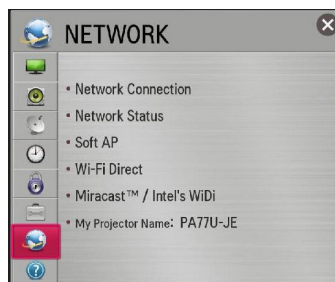 NETWORK
• Network Connection
• Network Status
• Soft AP
• Wi-Fi Direct
• Miracast™ / Intel's WiDi
• My Projector Name: PA77U-JE